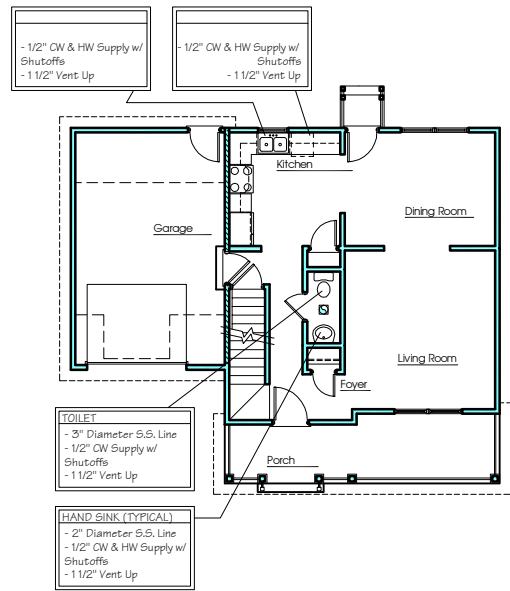 - 1/2" CW & HW Supply w/
Shutoffs
- 1 1/2" Vent Up
- 1/2" CW & HW Supply w/
Shutoffs
- 1 1/2" Vent Up
Kitchen
Dining Room
Garage
Living Room
Foyer
Porch
TOILET
- 3" Diameter S.S. Line
- 1/2" CW Supply w/
Shutoffs
- 1 1/2" Vent Up
HAND SINK (TYPICAL)
- 2" Diameter S.S. Line
- 1/2" CW & HW Supply w/
Shutoffs
- 1 1/2" Vent Up